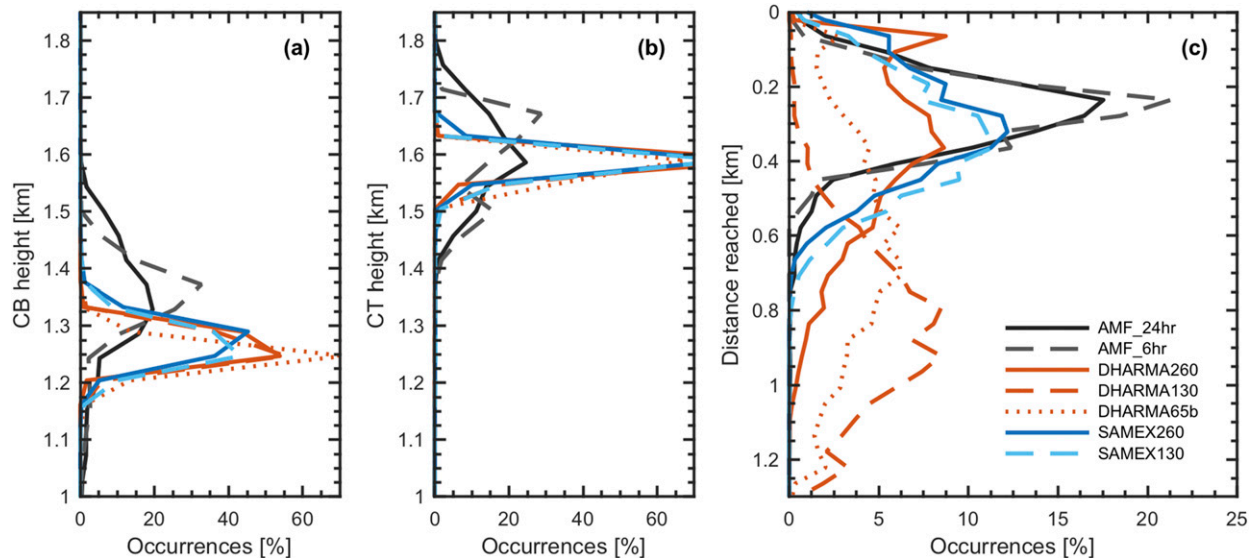 (a)
1.8
1.7
1.6
1.5
1.4
1.3
1.2
1.1
1
CB height [km]
0 20 40 60
Occurrences [%]
(b)
1.8
1.7
1.6
1.5
1.4
1.3
1.2
1.1
1
CT height [km]
0 20 40 60
Occurrences [%]
(c)
0
0.2
0.4
0.6
0.8
1
1.2
Distance reached [km]
AMF_24hr
AMF_6hr
DHARMA260
DHARMA130
DHARMA65b
SAMEX260
SAMEX130
0 5 10 15 20 25
Occurrences [%]